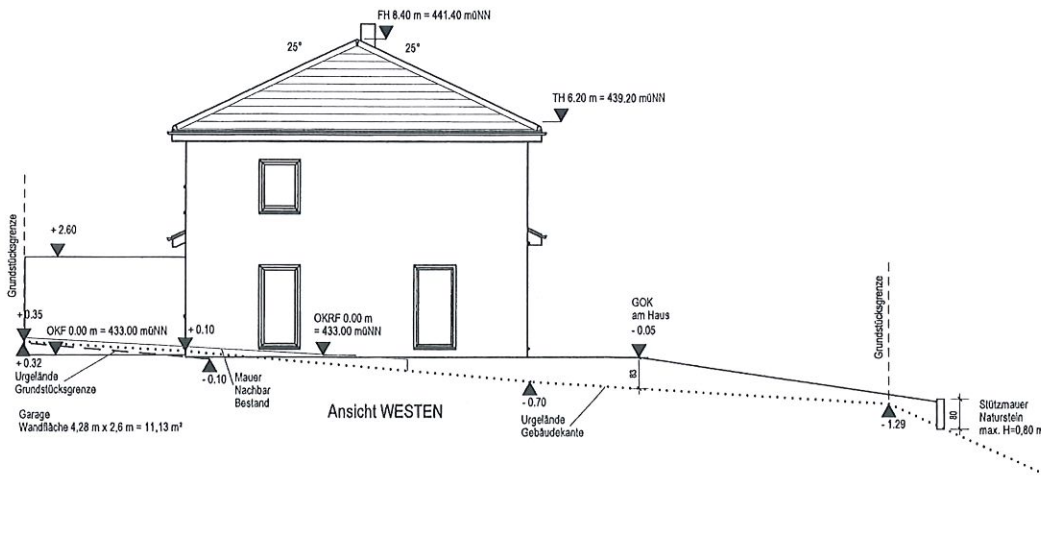 FH 8.40 m = 441.40 müNN
25°
25°
TH 6.20 m = 439.20 müNN
Grundstücksgrenze
+ 2.60
+ 0.35
OKF 0.00 m = 433.00 müNN
+ 0.10
OKRF 0.00 m
= 433.00 müNN
GOK
am Haus
- 0.05
Grundstücksgrenze
+ 0.32
Urgelände
Grundstücksgrenze
- 0.10
Mauer
Nachbar
Bestand
83
- 0.70
Urgelände
Gebäudekante
- 1.29
80
Stützmauer
Naturstein
max. H=0,80 m
Garage
Wandfläche 4,28 m x 2,6 m = 11,13 m²
Ansicht WESTEN